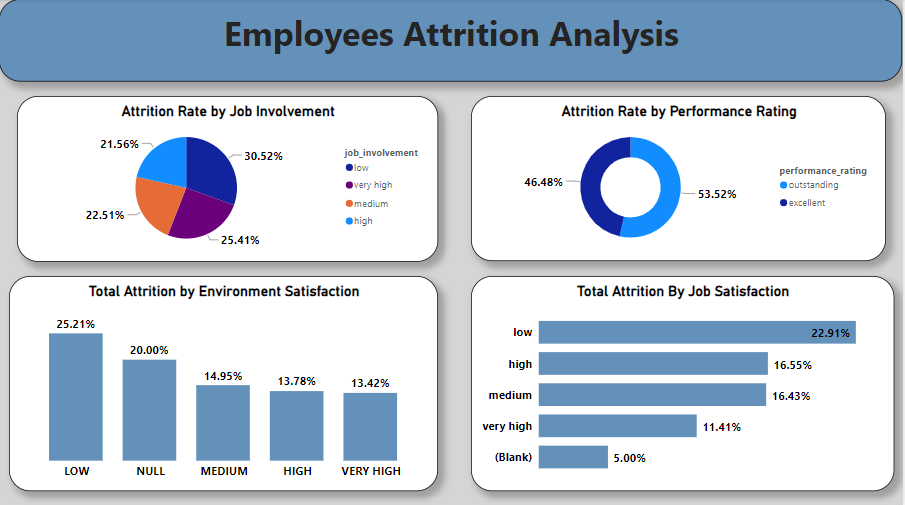 Employees Attrition Analysis
Attrition Rate by Job Involvement
21.56%
30.52%
22.51%
25.41%
job_involvement
low
very high
medium
high
Attrition Rate by Performance Rating
46.48%
53.52%
performance_rating
outstanding
excellent
Total Attrition by Environment Satisfaction
25.21%
20.00%
14.95%
13.78%
13.42%
LOW
NULL
MEDIUM
HIGH
VERY HIGH
Total Attrition By Job Satisfaction
low 22.91%
high 16.55%
medium 16.43%
very high 11.41%
(Blank) 5.00%